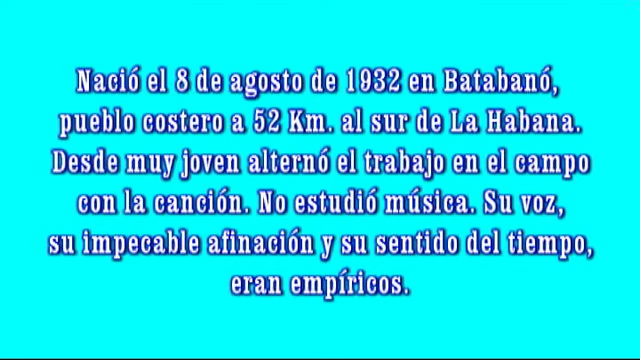 Nació el 8 de agosto de 1932 en Batabanó,
pueblo costero a 52 Km. al sur de La Habana.
Desde muy joven alternó el trabajo en el campo
con la canción. No estudió música. Su voz,
su impecable afinación y su sentido del tiempo,
eran empíricos.